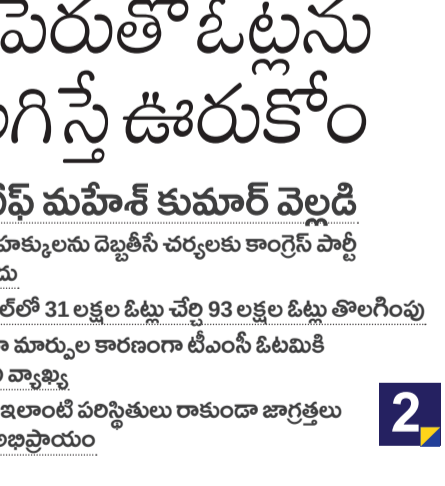 పేరుతో ఓట్లను
గిస్తే ఊరుకోం
ఫ్ మహేశ్ కుమార్ వెల్లడి
హక్కులను దెబ్బతీసే చర్యలకు కాంగ్రెస్ పార్టీ
దు
ల్‌లో 31 లక్షల ఓట్లు చేర్చి 93 లక్షల ఓట్లు తొలగింపు
మార్పుల కారణంగా టీఎంసీ ఓటమికి
వ్యాఖ్య
ఇలాంటి పరిస్థితులు రాకుండా జాగ్రత్తలు
అభిప్రాయం
2